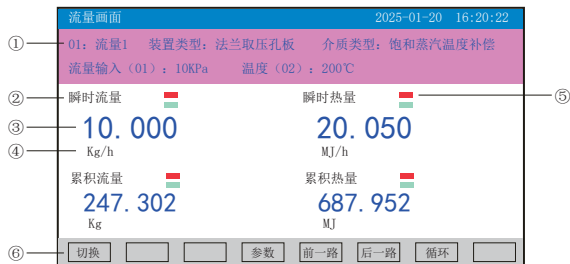 流量画面 2025-01-20 16:20:22
① 01: 流量1 装置类型: 法兰取压孔板 介质类型: 饱和蒸汽温度补偿
流量输入（01）: 10KPa 温度（02）: 200℃
② 瞬时流量 瞬时热量 ⑤
③ 10.000 20.050
④ Kg/h MJ/h
累积流量 累积热量
247.302 687.952
Kg MJ
⑥ 切换 参数 前一路 后一路 循环